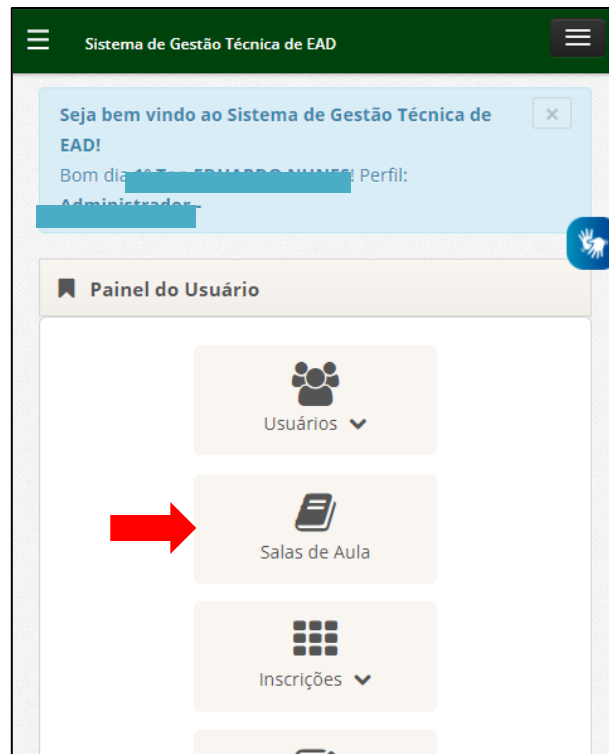 Sistema de Gestão Técnica de EAD
Seja bem vindo ao Sistema de Gestão Técnica de
EAD!
Bom dia ! Perfil:
Painel do Usuário
Usuários
Salas de Aula
Inscrições